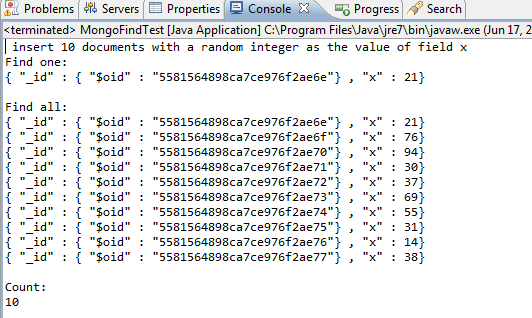 Problems Servers Properties Console Progress Search
<terminated> MongoFindTest [Java Application] C:\Program Files\Java\jre7\bin\javaw.exe (Jun 17, 2
insert 10 documents with a random integer as the value of field x
Find one:
{ "_id" : { "$oid" : "5581564898ca7ce976f2ae6e"} , "x" : 21}
Find all:
{ "_id" : { "$oid" : "5581564898ca7ce976f2ae6e"} , "x" : 21}
{ "_id" : { "$oid" : "5581564898ca7ce976f2ae6f"} , "x" : 76}
{ "_id" : { "$oid" : "5581564898ca7ce976f2ae70"} , "x" : 94}
{ "_id" : { "$oid" : "5581564898ca7ce976f2ae71"} , "x" : 30}
{ "_id" : { "$oid" : "5581564898ca7ce976f2ae72"} , "x" : 37}
{ "_id" : { "$oid" : "5581564898ca7ce976f2ae73"} , "x" : 69}
{ "_id" : { "$oid" : "5581564898ca7ce976f2ae74"} , "x" : 55}
{ "_id" : { "$oid" : "5581564898ca7ce976f2ae75"} , "x" : 31}
{ "_id" : { "$oid" : "5581564898ca7ce976f2ae76"} , "x" : 14}
{ "_id" : { "$oid" : "5581564898ca7ce976f2ae77"} , "x" : 38}
Count:
10